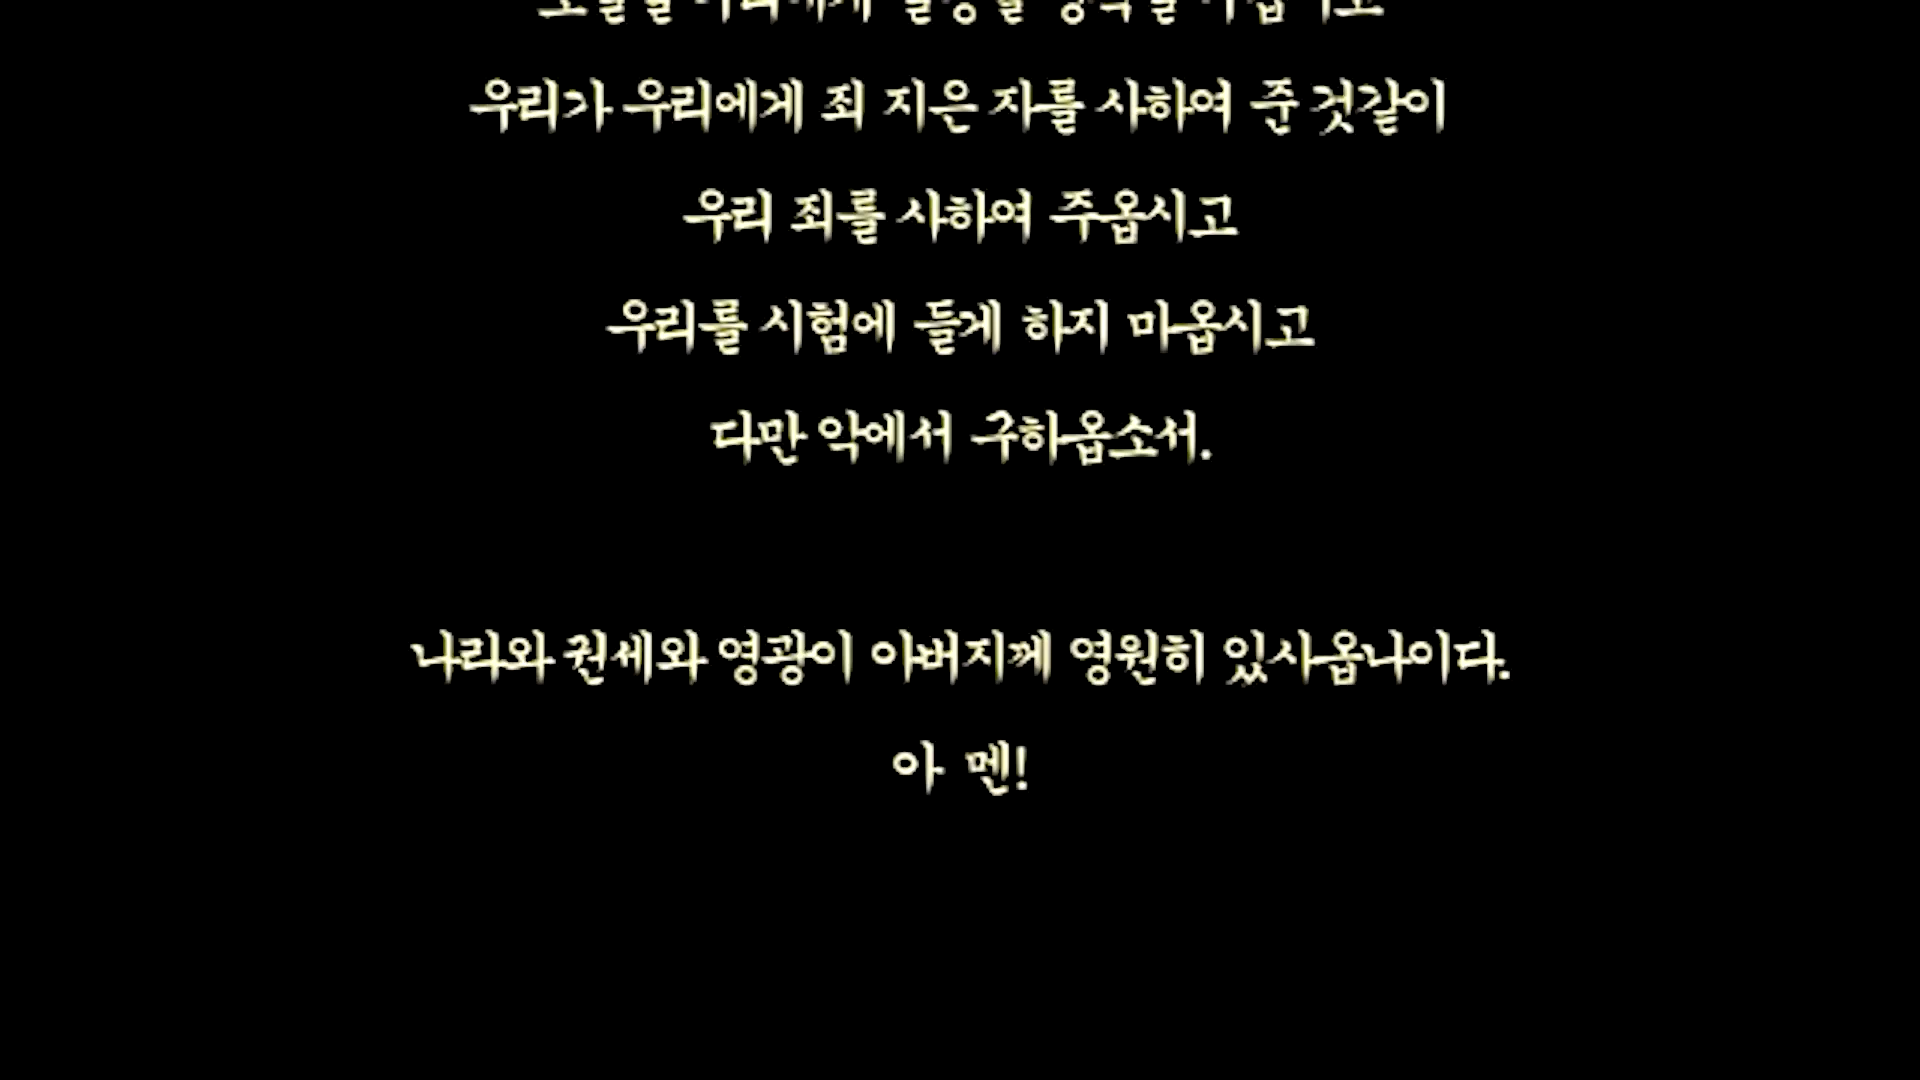 우리가 우리에게 죄 지은 자를 사하여 준 것같이
우리 죄를 사하여 주옵시고
우리를 시험에 들게 하지 마옵시고
다만 악에서 구하옵소서.
나라와 권세와 영광이 아버지께 영원히 있사옵나이다.
아 멘!